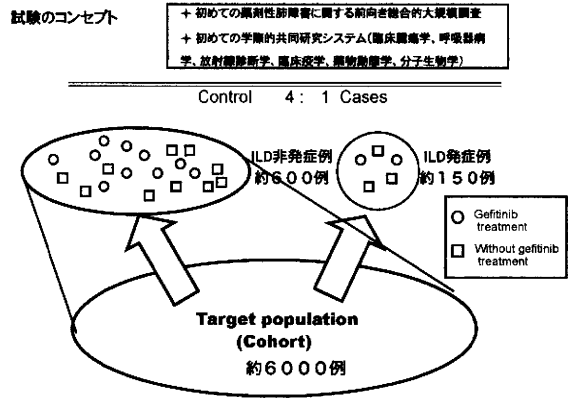 試験のコンセプト
+ 初めての薬剤性肺障害に関する前向き総合的大規模調査
+ 初めての学際的共同研究システム(臨床腫瘍学、呼吸器病
学、放射線診断学、臨床疫学、薬物動態学、分子生物学)
Control 4: 1 Cases
ILD非発症例
約600例
ILD発症例
約150例
Gefitinib
treatment
Without gefitinib
treatment
Target population
(Cohort)
約6000例